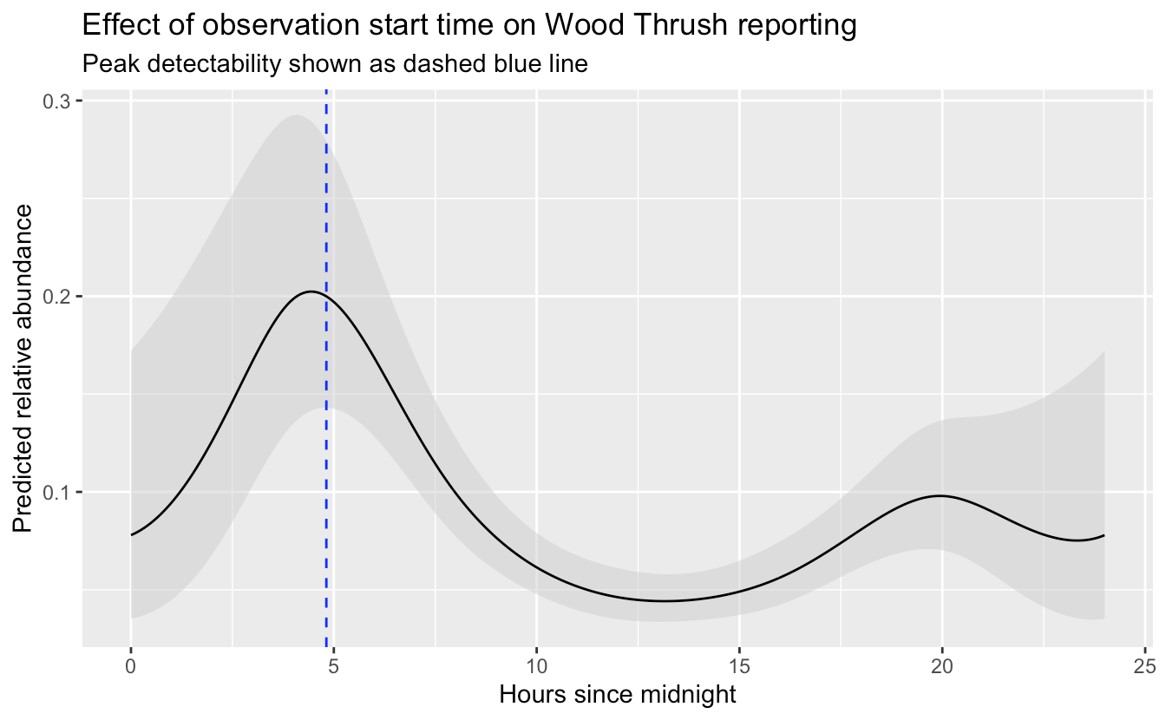 Effect of observation start time on Wood Thrush reporting
Peak detectability shown as dashed blue line
Predicted relative abundance
0.3
0.2
0.1
0
5
10
15
20
25
Hours since midnight